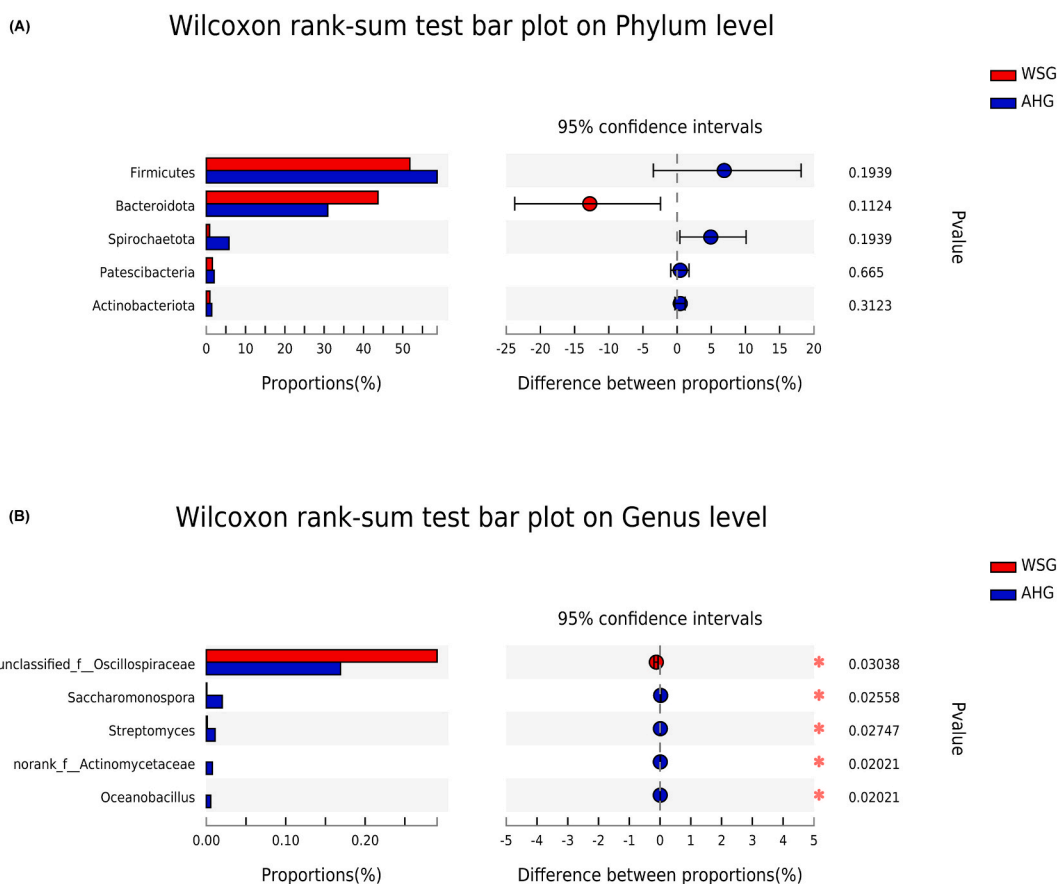 (A)
Wilcoxon rank-sum test bar plot on Phylum level
WSG
AHG
95% confidence intervals
Firmicutes
0.1939
Bacteroidota
0.1124
Spirochaetota
0.1939
Patescibacteria
0.665
Actinobacteriota
0.3123
Pvalue
0 10 20 30 40 50
-25 -20 -15 -10 -5 0 5 10 15 20
Proportions(%)
Difference between proportions(%)
(B)
Wilcoxon rank-sum test bar plot on Genus level
WSG
AHG
95% confidence intervals
unclassified_f__Oscillospiraceae
* 0.03038
Saccharomonospora
* 0.02558
Streptomyces
* 0.02747
norank_f__Actinomycetaceae
* 0.02021
Oceanobacillus
* 0.02021
Pvalue
0.00 0.10 0.20
-5 -4 -3 -2 -1 0 1 2 3 4 5
Proportions(%)
Difference between proportions(%)